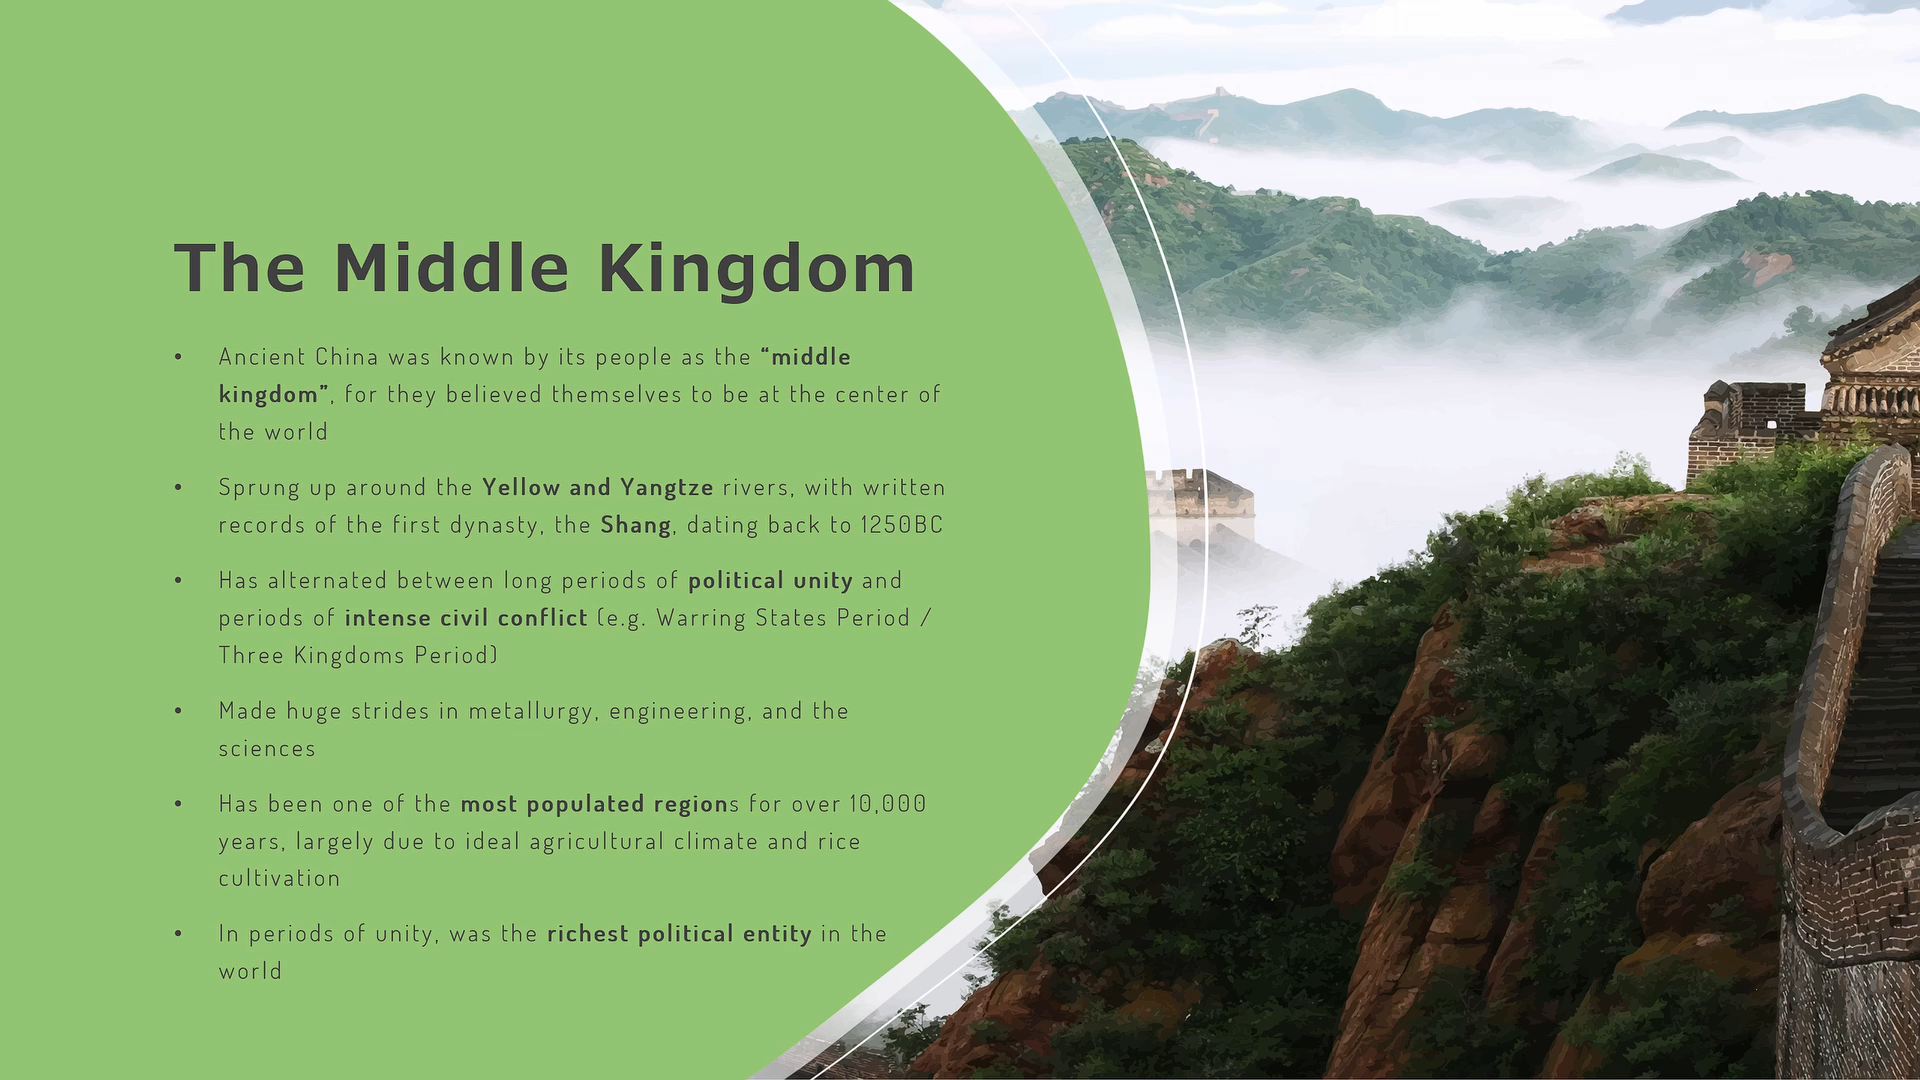 The Middle Kingdom
• Ancient China was known by its people as the “middle
kingdom”, for they believed themselves to be at the center of
the world
• Sprung up around the Yellow and Yangtze rivers, with written
records of the first dynasty, the Shang, dating back to 1250BC
• Has alternated between long periods of political unity and
periods of intense civil conflict (e.g. Warring States Period /
Three Kingdoms Period)
• Made huge strides in metallurgy, engineering, and the
sciences
• Has been one of the most populated regions for over 10,000
years, largely due to ideal agricultural climate and rice
cultivation
• In periods of unity, was the richest political entity in the
world